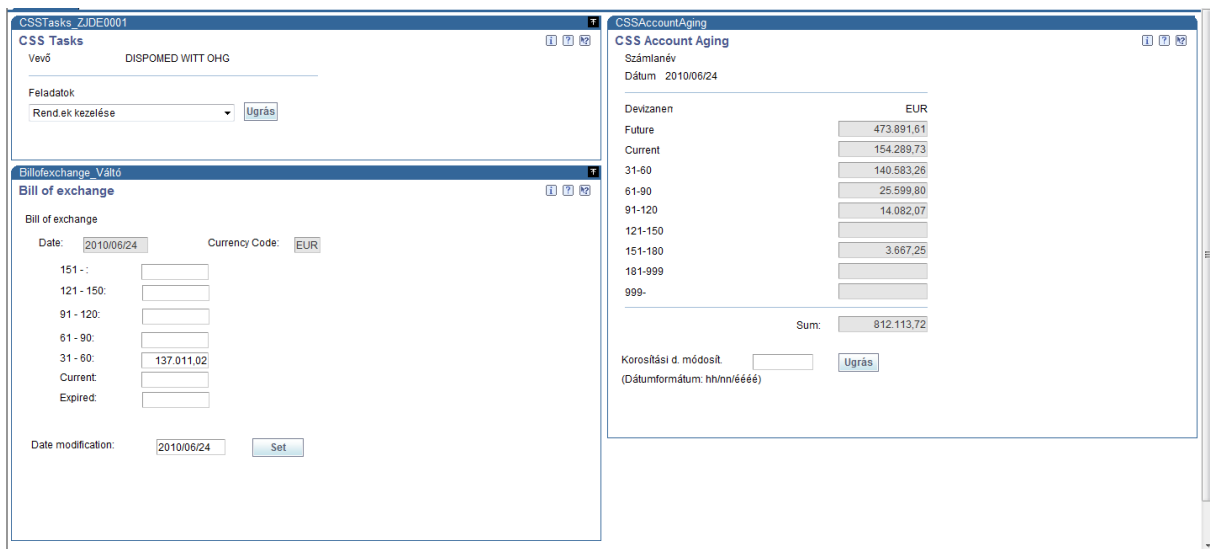 CSSTasks_ZJDE0001
CSS Tasks
Vevő DISPOMED WITT OHG
Feladatok
Rend.ek kezelése Ugrás
Billofexchange_Váltó
Bill of exchange
Bill of exchange
Date: 2010/06/24 Currency Code: EUR
151 - :
121 - 150:
91 - 120:
61 - 90:
31 - 60: 137.011,02
Current:
Expired:
Date modification: 2010/06/24 Set
CSSAccountAging
CSS Account Aging
Számlanév
Dátum 2010/06/24
Devizanem EUR
Future 473.891,61
Current 154.289,73
31-60 140.583,26
61-90 25.599,80
91-120 14.082,07
121-150
151-180 3.667,25
181-999
999-
Sum: 812.113,72
Korosítási d. módosít. Ugrás
(Dátumformátum: hh/nn/éééé)